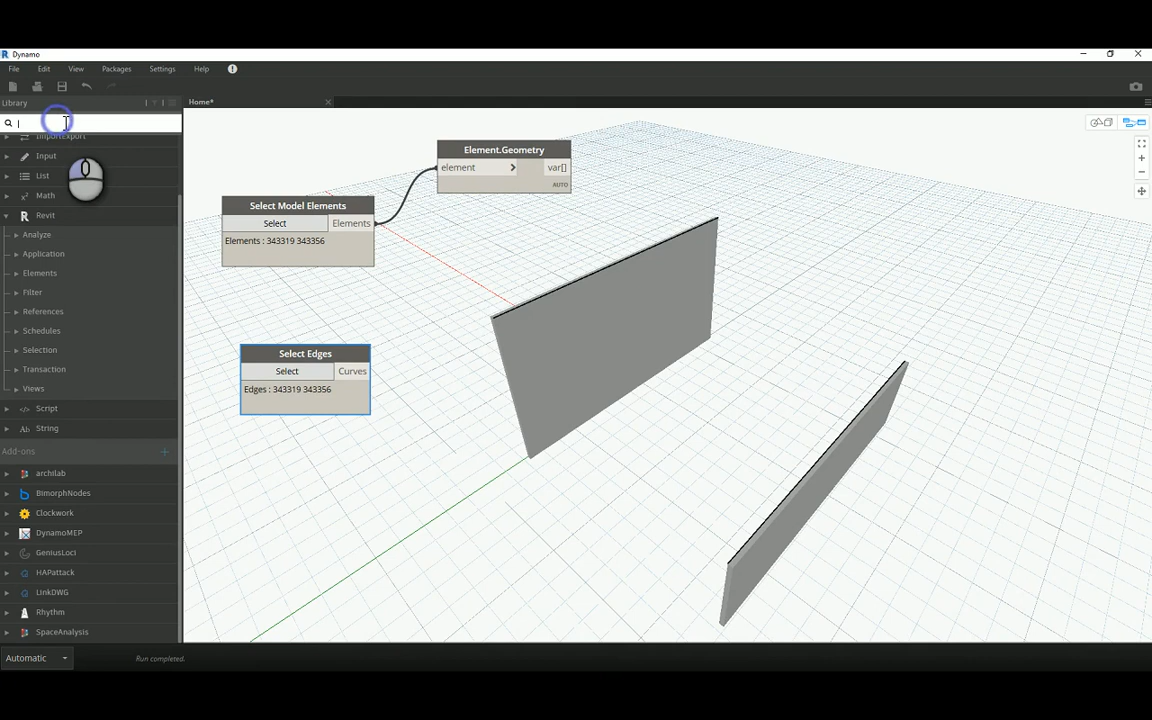 Dynamo
File Edit View Packages Settings Help
Library
Home*
ImportExport
Input
List
Math
Revit
Analyze
Application
Elements
Filter
References
Schedules
Selection
Transaction
Views
Script
String
Add-ons
archilab
BimorphNodes
Clockwork
DynamoMEP
GeniusLoci
HAPattack
LinkDWG
Rhythm
SpaceAnalysis
Automatic
Run completed.
Element.Geometry
element > var[]
AUTO
Select Model Elements
Select Elements
Elements : 343319 343356
Select Edges
Select Curves
Edges : 343319 343356